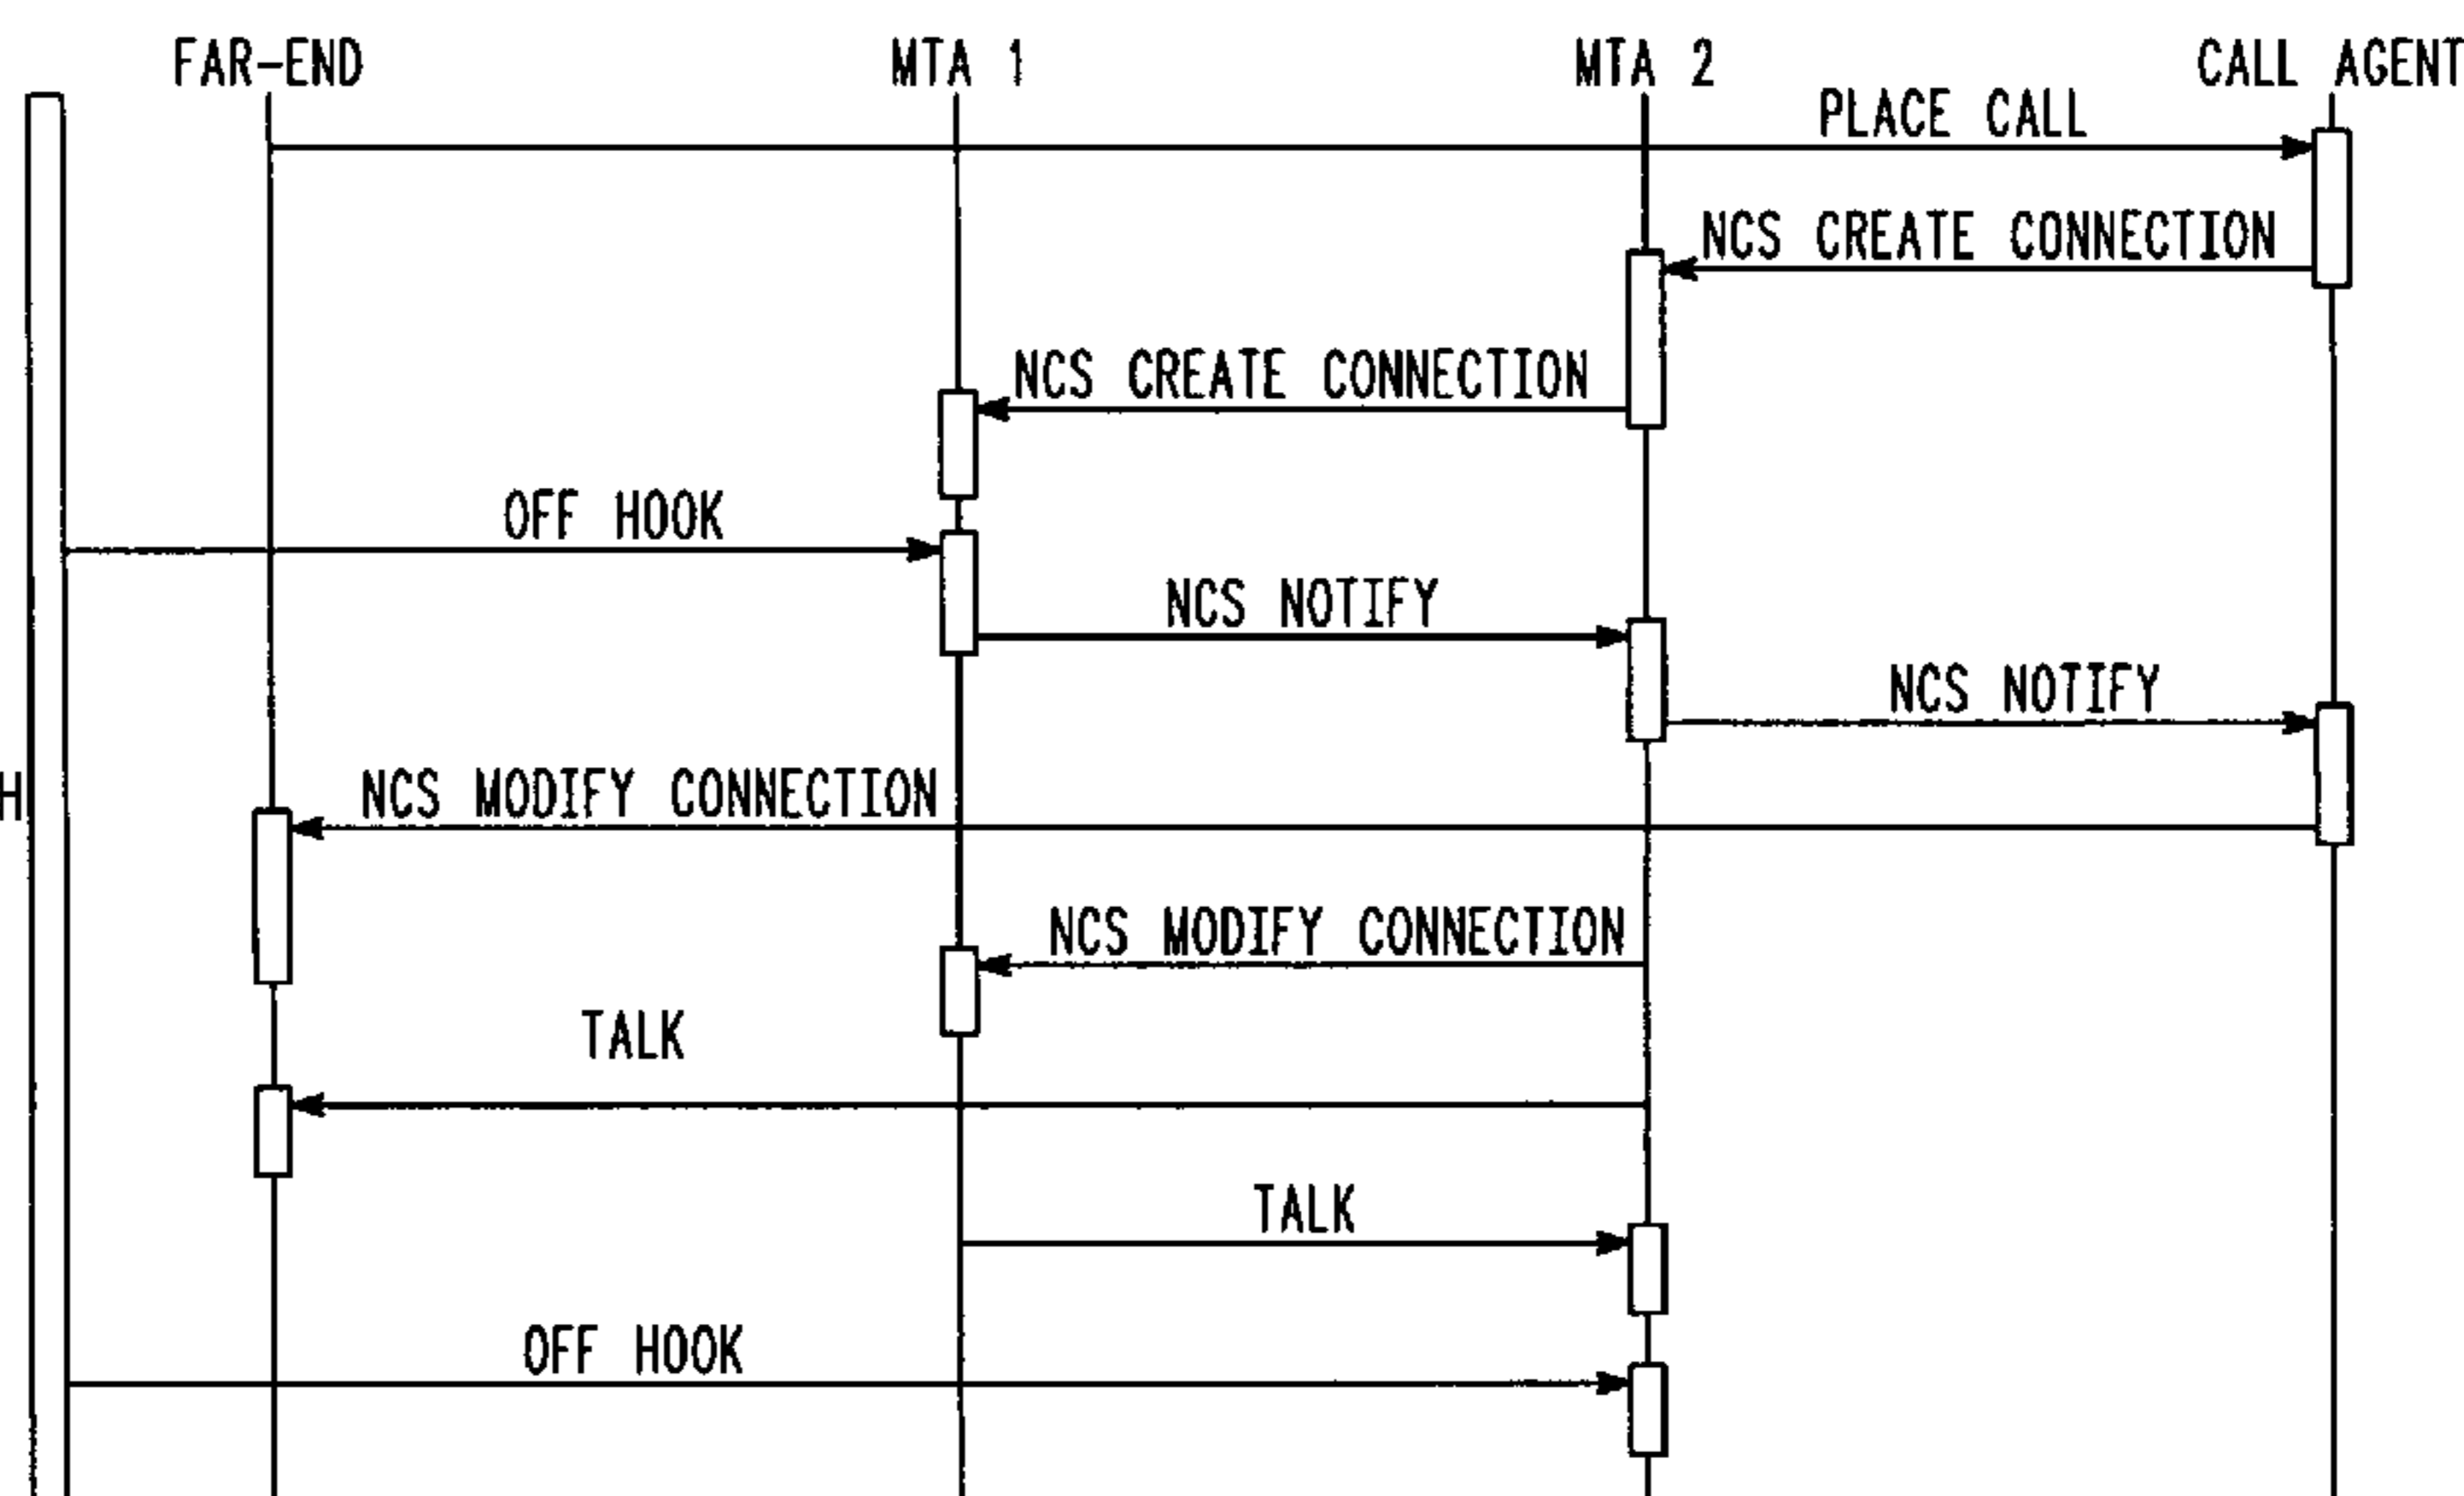 FAR-END MTA 1 MTA 2 CALL AGENT
PLACE CALL
NCS CREATE CONNECTION
NCS CREATE CONNECTION
OFF HOOK
NCS NOTIFY
NCS NOTIFY
H NCS MODIFY CONNECTION
NCS MODIFY CONNECTION
TALK
TALK
OFF HOOK